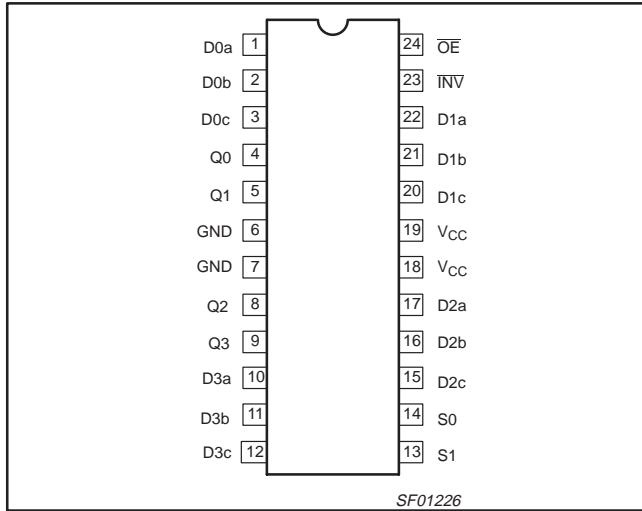 D0a 1 24 O̅E̅
D0b 2 23 I̅N̅V̅
D0c 3 22 D1a
Q0 4 21 D1b
Q1 5 20 D1c
GND 6 19 VCC
GND 7 18 VCC
Q2 8 17 D2a
Q3 9 16 D2b
D3a 10 15 D2c
D3b 11 14 S0
D3c 12 13 S1
SF01226